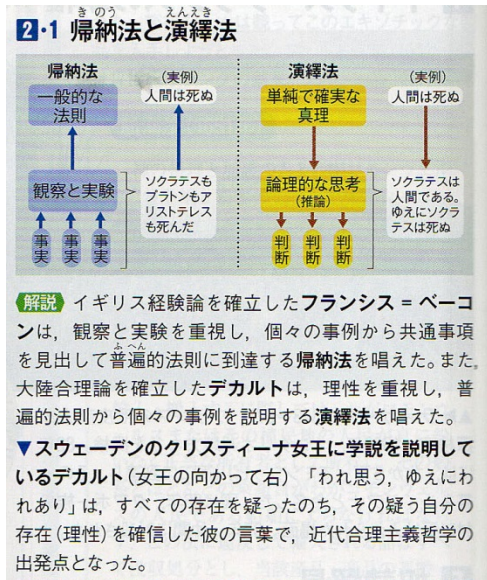 きのう えんえき
2・1 帰納法と演繹法
帰納法
(実例)
一般的な
法則
人間は死ぬ
観察と実験
ソクラテスも
プラトンもア
リストテレス
も死んだ
事実 事実 事実
演繹法
(実例)
単純で確実な
真理
人間は死ぬ
論理的な思考
(推論)
ソクラテスは
人間である。
ゆえにソクラ
テスは死ぬ
判断 判断 判断
解説 イギリス経験論を確立したフランシス=ベーコ
ンは，観察と実験を重視し，個々の事例から共通事項
ふへん
を見出して普遍的法則に到達する帰納法を唱えた。また，
大陸合理論を確立したデカルトは，理性を重視し，普
遍的法則から個々の事例を説明する演繹法を唱えた。
▼スウェーデンのクリスティーナ女王に学説を説明して
いるデカルト(女王の向かって右) 「われ思う，ゆえにわ
れあり」は，すべての存在を疑ったのち，その疑う自分の
存在(理性)を確信した彼の言葉で，近代合理主義哲学の
出発点となった。